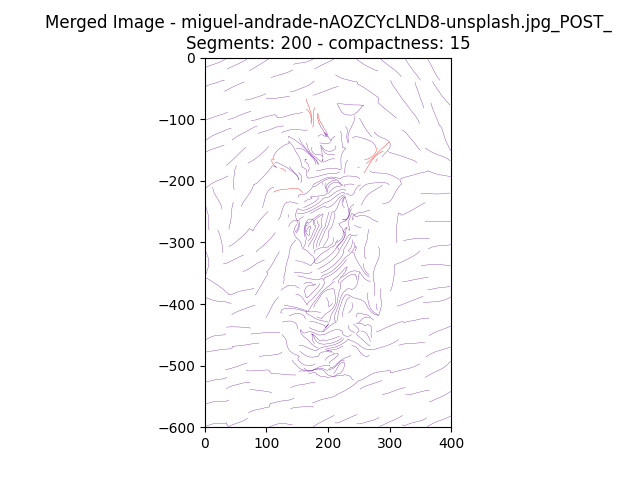 Merged Image - miguel-andrade-nAOZCYcLND8-unsplash.jpg_POST_
Segments: 200 - compactness: 15
0
−100
−200
−300
−400
−500
−600
0 100 200 300 400